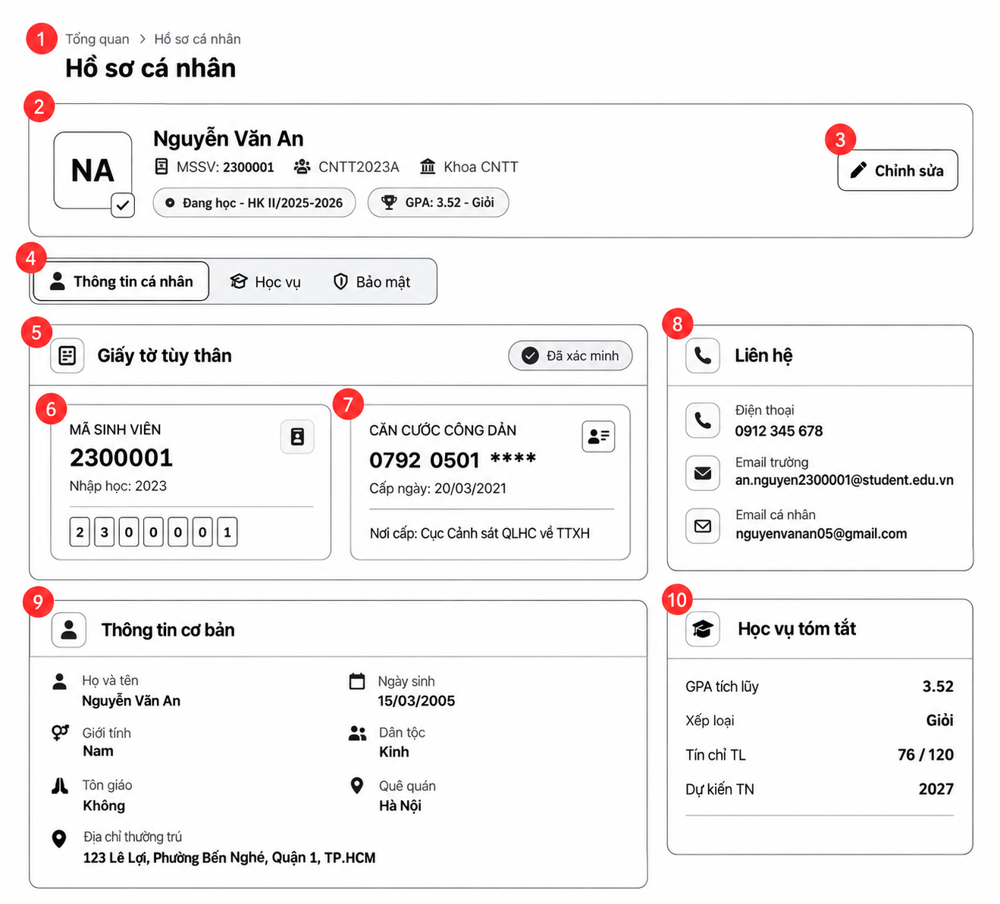 1
Tổng quan > Hồ sơ cá nhân
Hồ sơ cá nhân
2
NA
Nguyễn Văn An
MSSV: 2300001 CNTT2023A Khoa CNTT
Đang học - HK II/2025-2026 GPA: 3.52 - Giỏi
3
Chỉnh sửa
4
Thông tin cá nhân Học vụ Bảo mật
5
Giấy tờ tùy thân
Đã xác minh
6
MÃ SINH VIÊN
2300001
Nhập học: 2023
2 3 0 0 0 0 1
7
CĂN CƯỚC CÔNG DẢN
0792 0501 ****
Cấp ngày: 20/03/2021
Nơi cấp: Cục Cảnh sát QLHC về TTXH
8
Liên hệ
Điện thoại
0912 345 678
Email trường
an.nguyen2300001@student.edu.vn
Email cá nhân
nguyenvanan05@gmail.com
9
Thông tin cơ bản
Họ và tên
Nguyễn Văn An
Ngày sinh
15/03/2005
Giới tính
Nam
Dân tộc
Kinh
Tôn giáo
Không
Quê quán
Hà Nội
Địa chỉ thường trú
123 Lê Lợi, Phường Bến Nghé, Quận 1, TP.HCM
10
Học vụ tóm tắt
GPA tích lũy 3.52
Xếp loại Giỏi
Tín chỉ TL 76 / 120
Dự kiến TN 2027